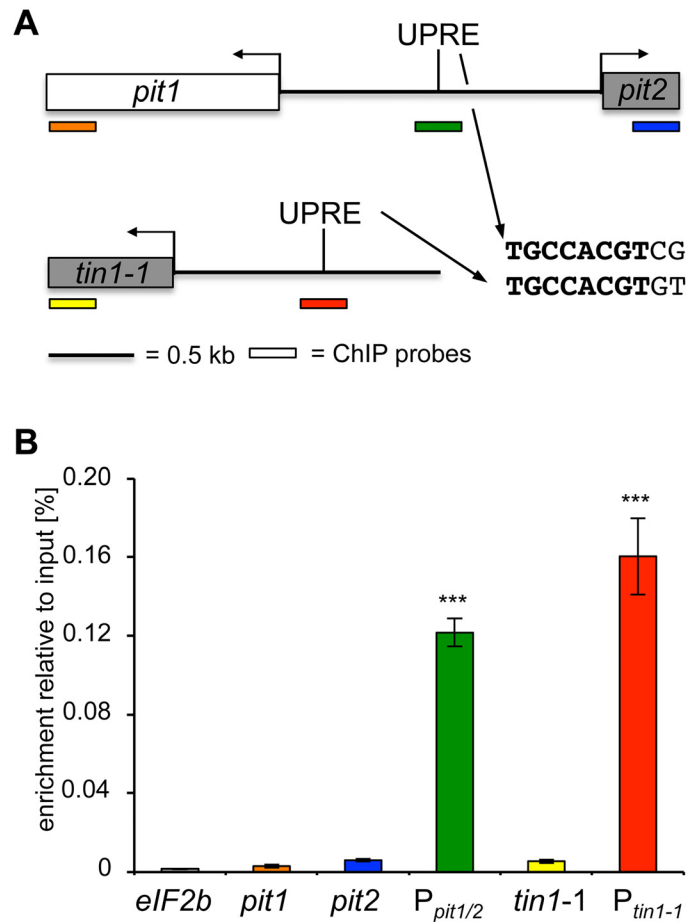 A
UPRE
pit1
pit2
UPRE
tin1-1
TGCCACGTCG
TGCCACGTGT
= 0.5 kb = ChIP probes
B
enrichment relative to input [%]
0.20
0.16
0.12
0.08
0.04
0
***
***
eIF2b pit1 pit2 Ppit1/2 tin1-1 Ptin1-1